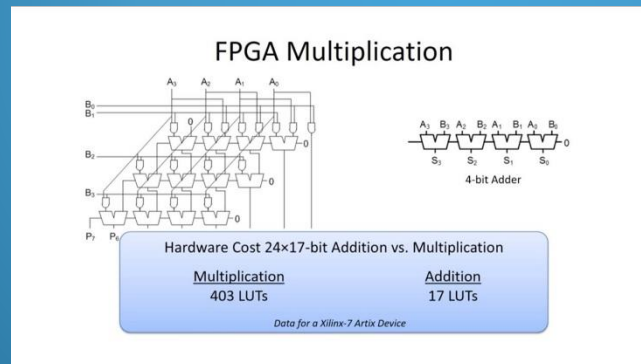 FPGA Multiplication
A₃ A₂ A₁ A₀
B₀
B₁
0
0
B₂
0
B₃
0
P₇ P₆
A₃ B₃ A₂ B₂ A₁ B₁ A₀ B₀
0
S₃ S₂ S₁ S₀
4-bit Adder
Hardware Cost 24×17-bit Addition vs. Multiplication
Multiplication Addition
403 LUTs 17 LUTs
Data for a Xilinx-7 Artix Device